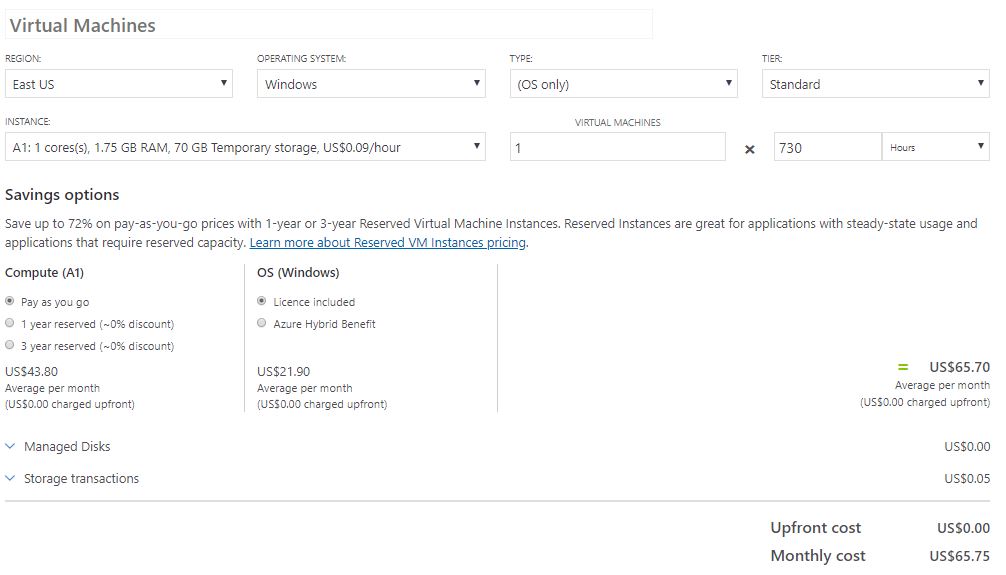 Virtual Machines
REGION: OPERATING SYSTEM: TYPE: TIER:
East US Windows (OS only) Standard
INSTANCE: VIRTUAL MACHINES
A1: 1 cores(s), 1.75 GB RAM, 70 GB Temporary storage, US$0.09/hour 1 × 730 Hours
Savings options
Save up to 72% on pay-as-you-go prices with 1-year or 3-year Reserved Virtual Machine Instances. Reserved Instances are great for applications with steady-state usage and
applications that require reserved capacity. Learn more about Reserved VM Instances pricing.
Compute (A1)
Pay as you go
1 year reserved (~0% discount)
3 year reserved (~0% discount)
US$43.80
Average per month
(US$0.00 charged upfront)
OS (Windows)
Licence included
Azure Hybrid Benefit
US$21.90
Average per month
(US$0.00 charged upfront)
= US$65.70
Average per month
(US$0.00 charged upfront)
Managed Disks US$0.00
Storage transactions US$0.05
Upfront cost US$0.00
Monthly cost US$65.75